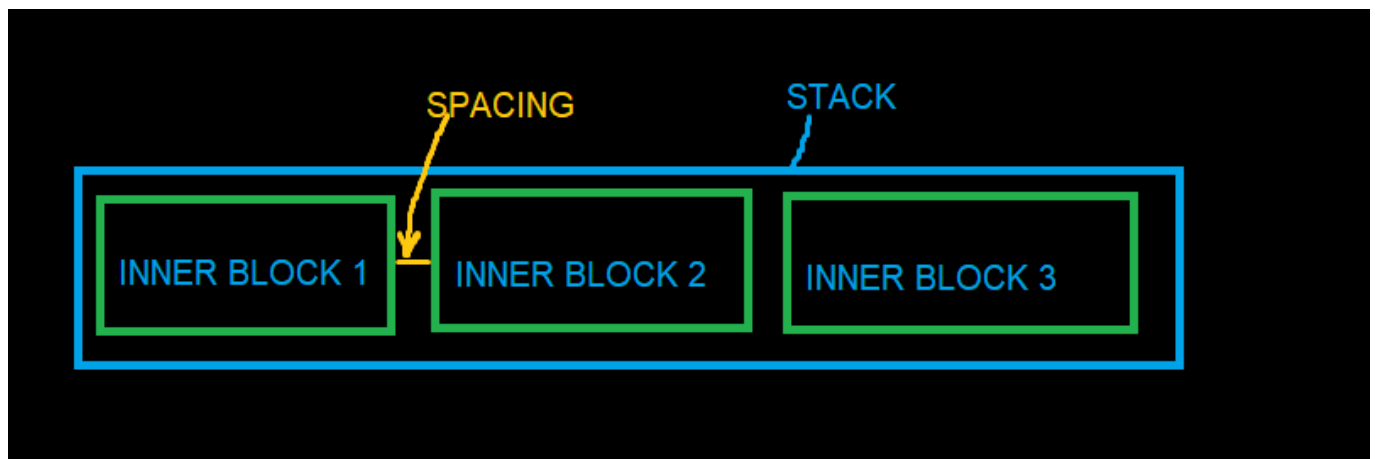 SPACING
STACK
INNER BLOCK 1
INNER BLOCK 2
INNER BLOCK 3